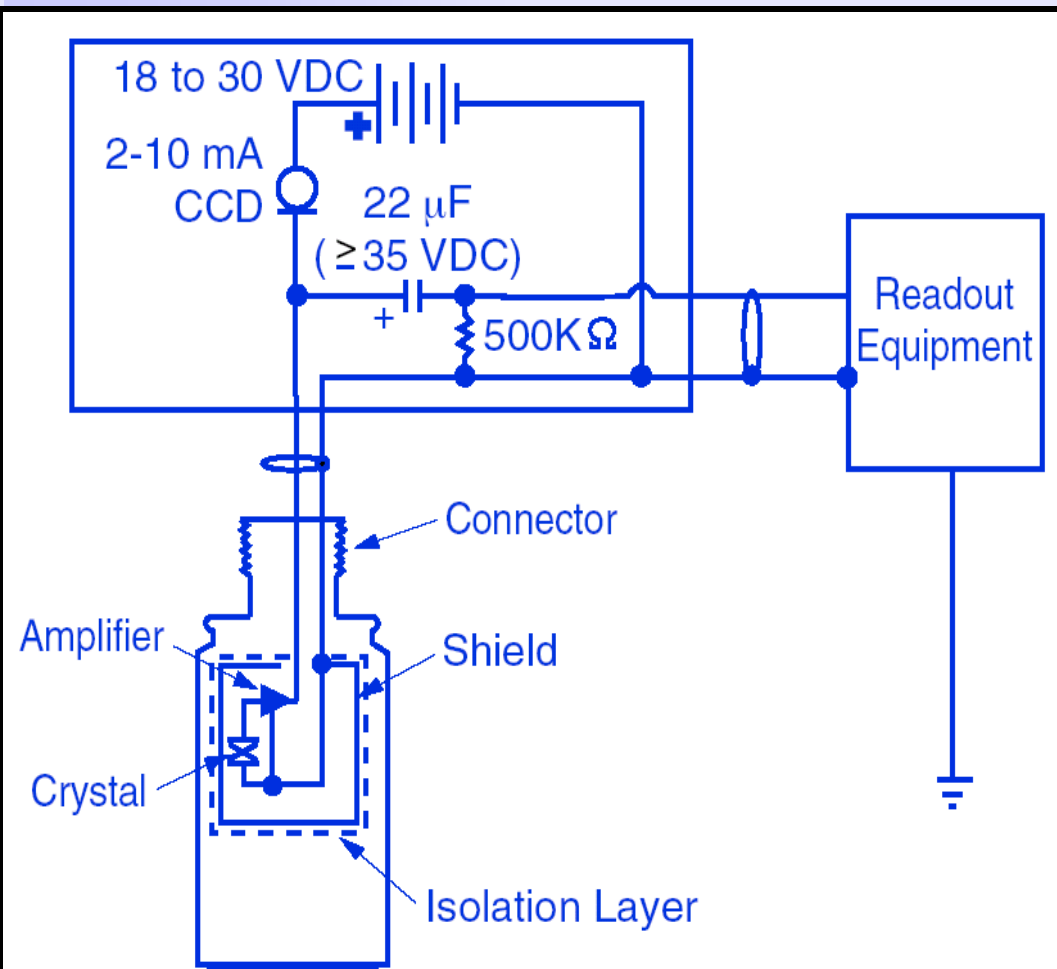 18 to 30 VDC
+
2-10 mA
CCD
22 μF
( ≥35 VDC)
+
500KΩ
Readout
Equipment
Connector
Amplifier
Shield
Crystal
Isolation Layer